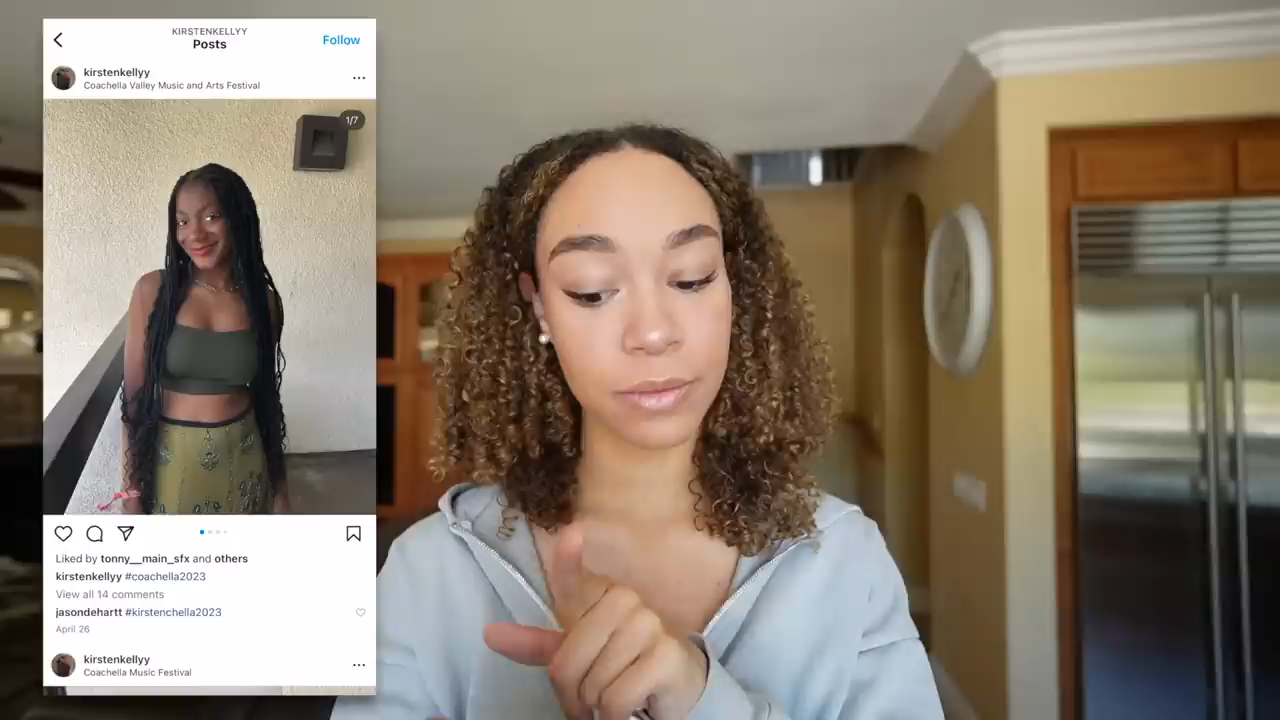 KIRSTENKELLYY
Posts
Follow
kirstenkellyy
Coachella Valley Music and Arts Festival
1/7
Liked by tonny__main_sfx and others
kirstenkellyy #coachella2023
View all 14 comments
jasondehartt #kirstenchella2023
April 26
kirstenkellyy
Coachella Music Festival